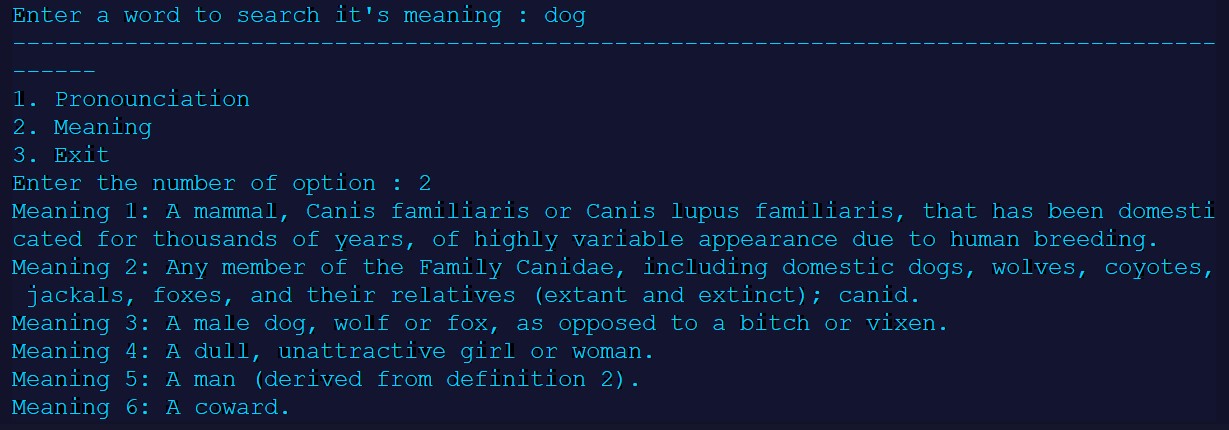 Enter a word to search it's meaning : dog
--------------------------------------------------------------------------------------
------
1. Pronounciation
2. Meaning
3. Exit
Enter the number of option : 2
Meaning 1: A mammal, Canis familiaris or Canis lupus familiaris, that has been domesti
cated for thousands of years, of highly variable appearance due to human breeding.
Meaning 2: Any member of the Family Canidae, including domestic dogs, wolves, coyotes,
 jackals, foxes, and their relatives (extant and extinct); canid.
Meaning 3: A male dog, wolf or fox, as opposed to a bitch or vixen.
Meaning 4: A dull, unattractive girl or woman.
Meaning 5: A man (derived from definition 2).
Meaning 6: A coward.